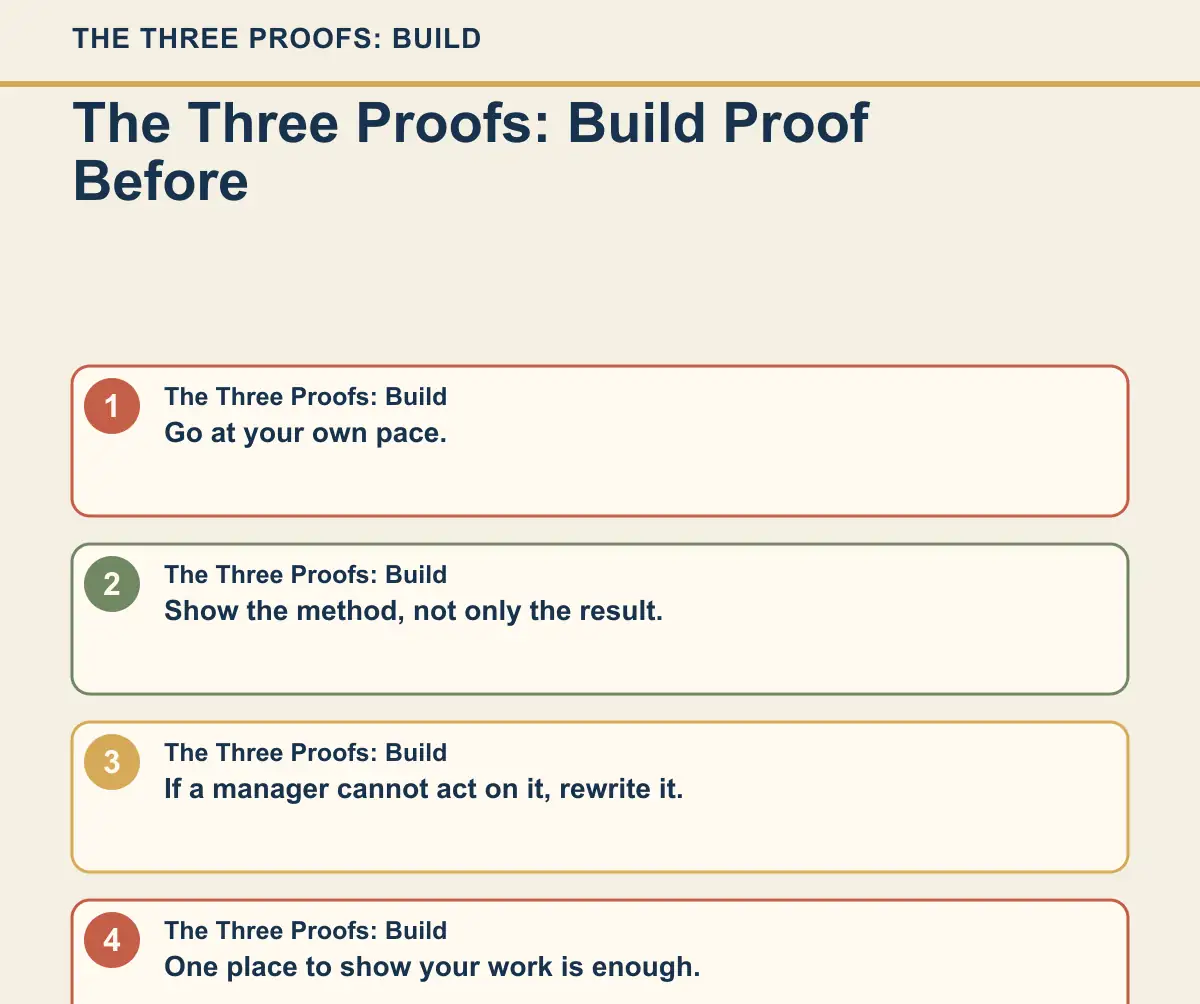 THE THREE PROOFS: BUILD
The Three Proofs: Build Proof
Before
1
The Three Proofs: Build
Go at your own pace.
2
The Three Proofs: Build
Show the method, not only the result.
3
The Three Proofs: Build
If a manager cannot act on it, rewrite it.
4
The Three Proofs: Build
One place to show your work is enough.